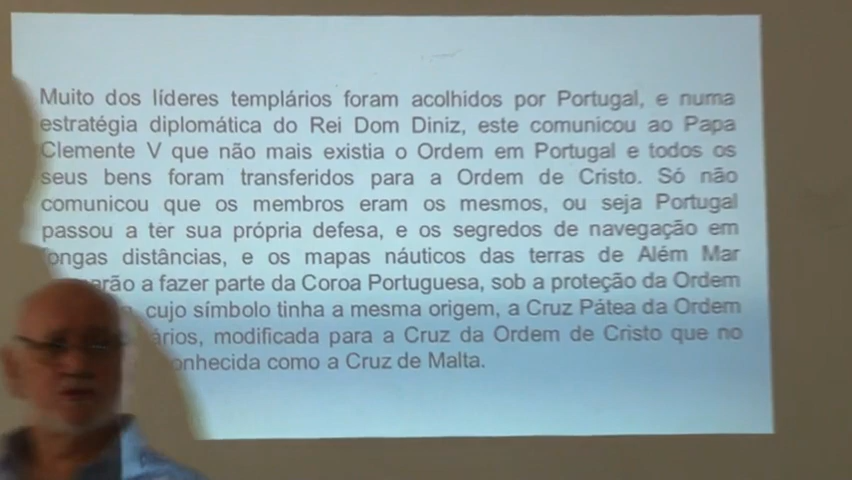 Muito dos líderes templários foram acolhidos por Portugal, e numa
estratégia diplomática do Rei Dom Diniz, este comunicou ao Papa
Clemente V que não mais existia o Ordem em Portugal e todos os
seus bens foram transferidos para a Ordem de Cristo. Só não
comunicou que os membros eram os mesmos, ou seja Portugal
passou a ter sua própria defesa, e os segredos de navegação em
longas distâncias, e os mapas náuticos das terras de Além Mar
a fazer parte da Coroa Portuguesa, sob a proteção da Ordem
cujo símbolo tinha a mesma origem, a Cruz Pátea da Ordem
modificada para a Cruz da Ordem de Cristo que no
como a Cruz de Malta.